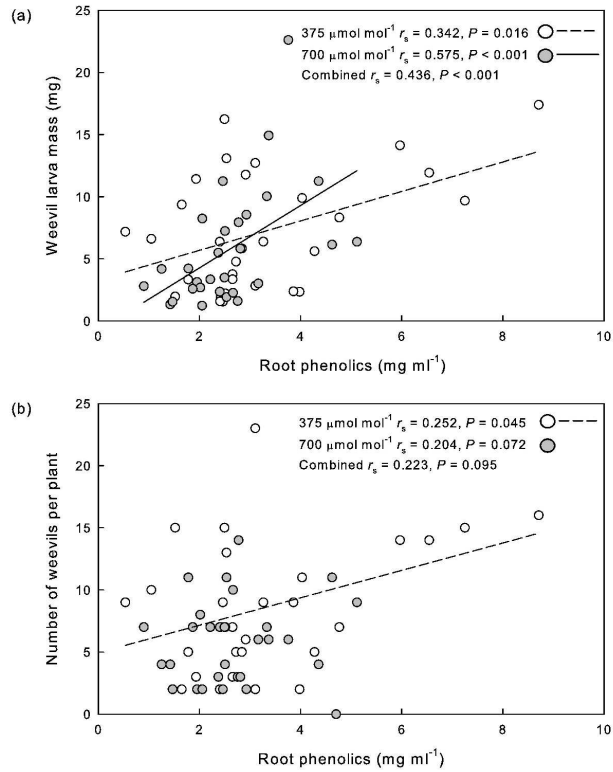 (a)
375 μmol mol⁻¹ rₛ = 0.342, P = 0.016
700 μmol mol⁻¹ rₛ = 0.575, P < 0.001
Combined rₛ = 0.436, P < 0.001
25
20
15
10
5
0
Weevil larva mass (mg)
0 2 4 6 8 10
Root phenolics (mg ml⁻¹)
(b)
375 μmol mol⁻¹ rₛ = 0.252, P = 0.045
700 μmol mol⁻¹ rₛ = 0.204, P = 0.072
Combined rₛ = 0.223, P = 0.095
25
20
15
10
5
0
Number of weevils per plant
0 2 4 6 8 10
Root phenolics (mg ml⁻¹)